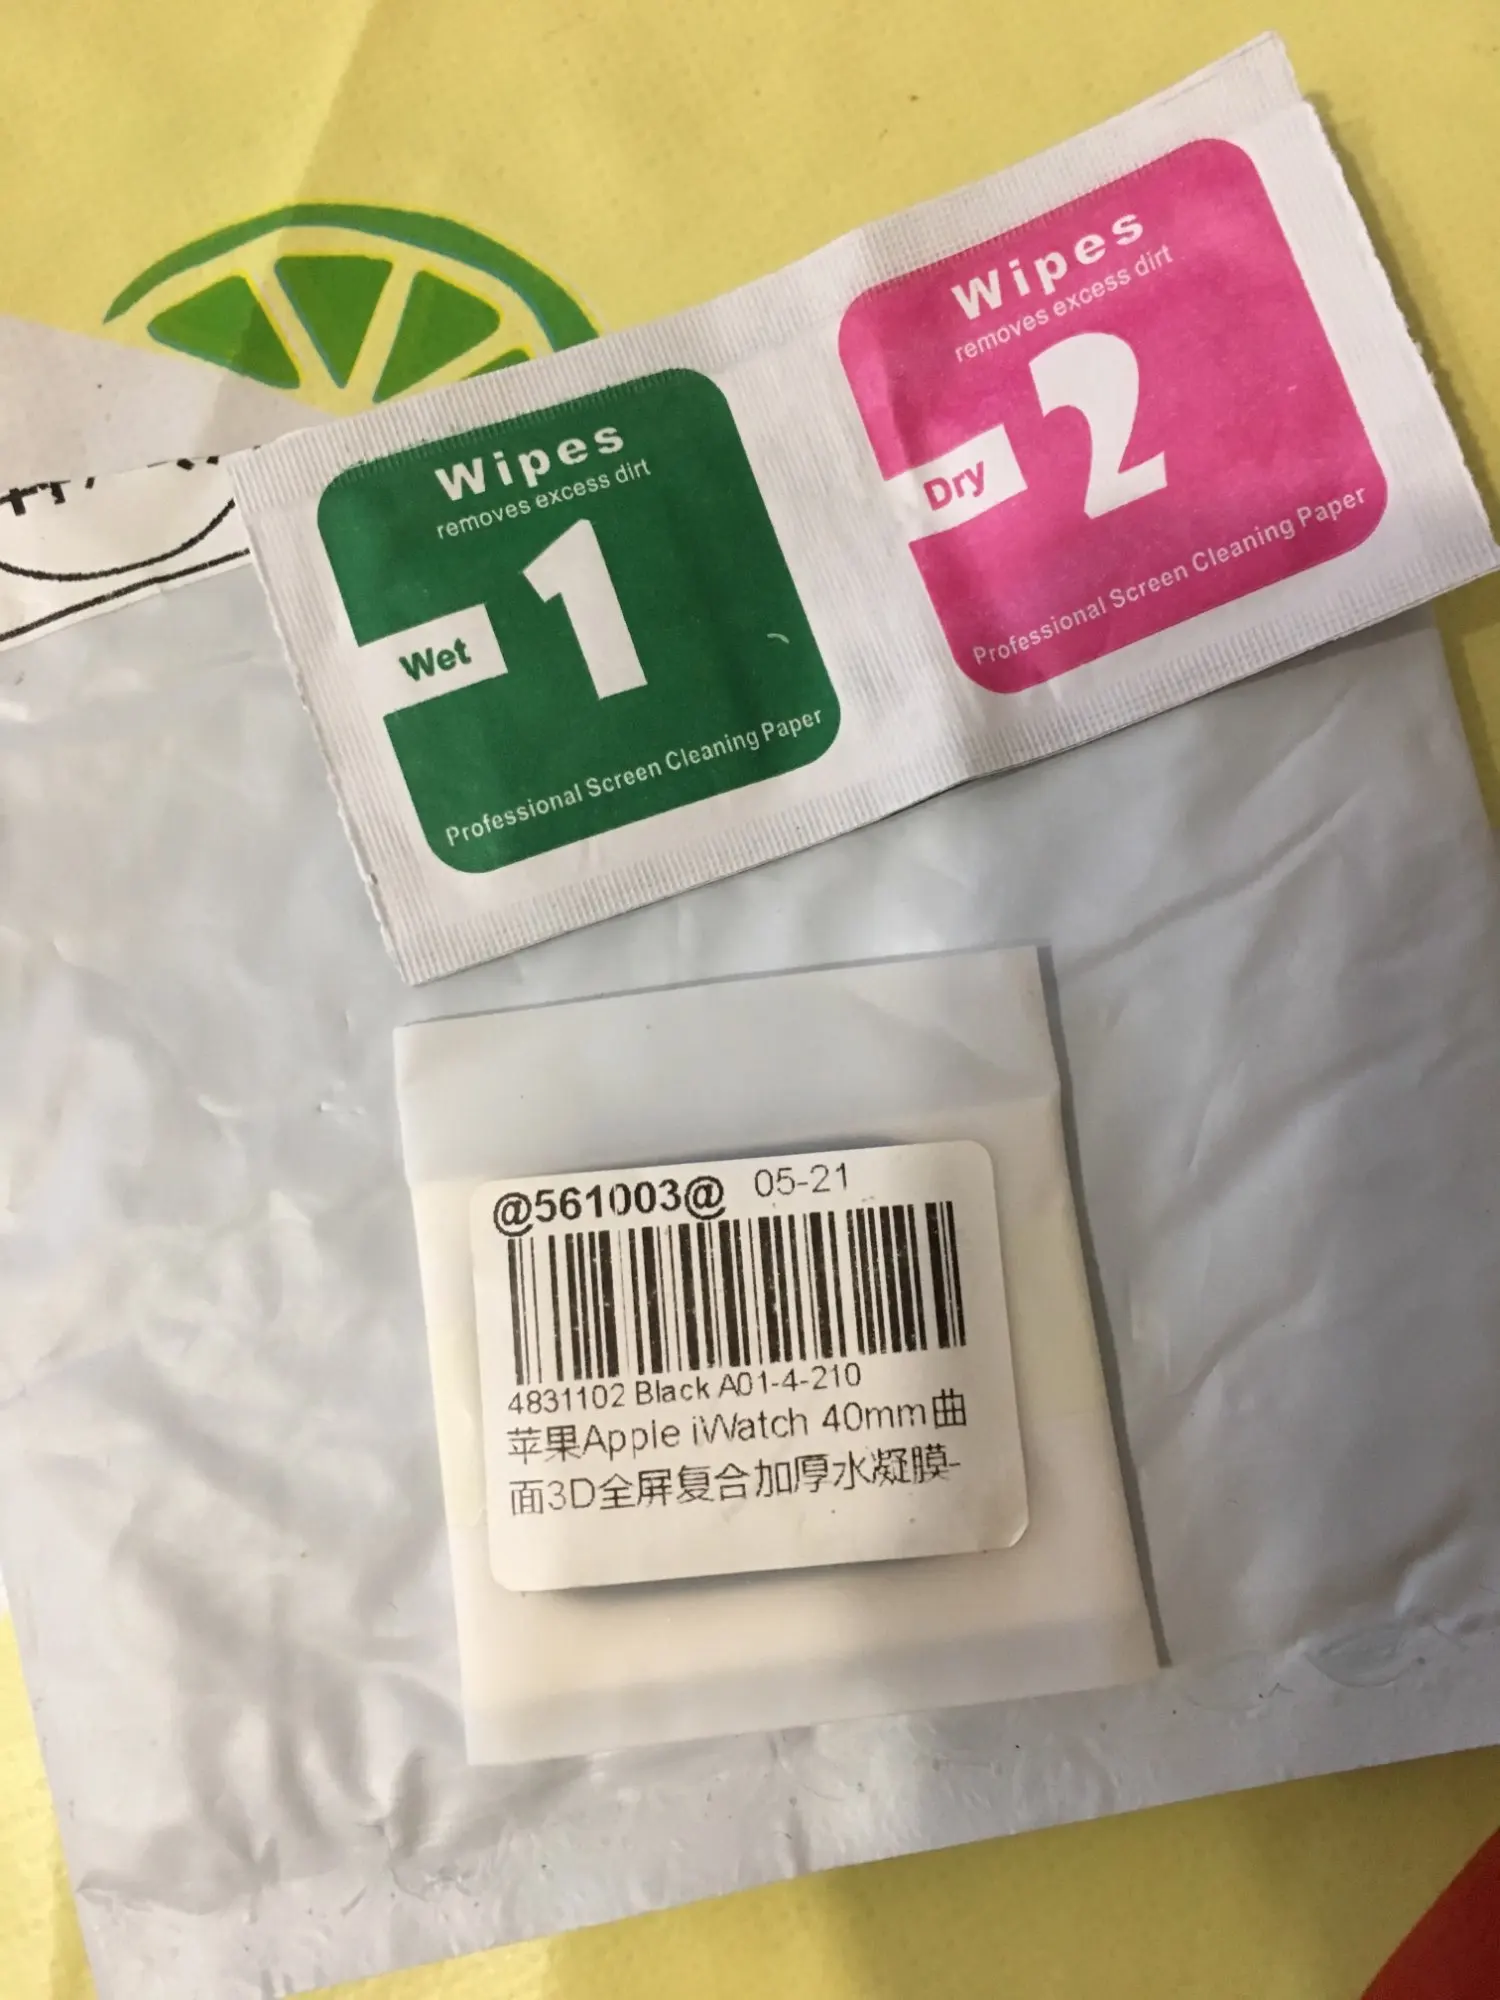 Wipes
removes excess dirt
1
Wet
Professional Screen Cleaning Paper
Wipes
removes excess dirt
2
Dry
Professional Screen Cleaning Paper
@561003@ 05-21
4831102 Black A01-4-210
苹果Apple iWatch 40mm曲
面3D全屏复合加厚水凝膜-